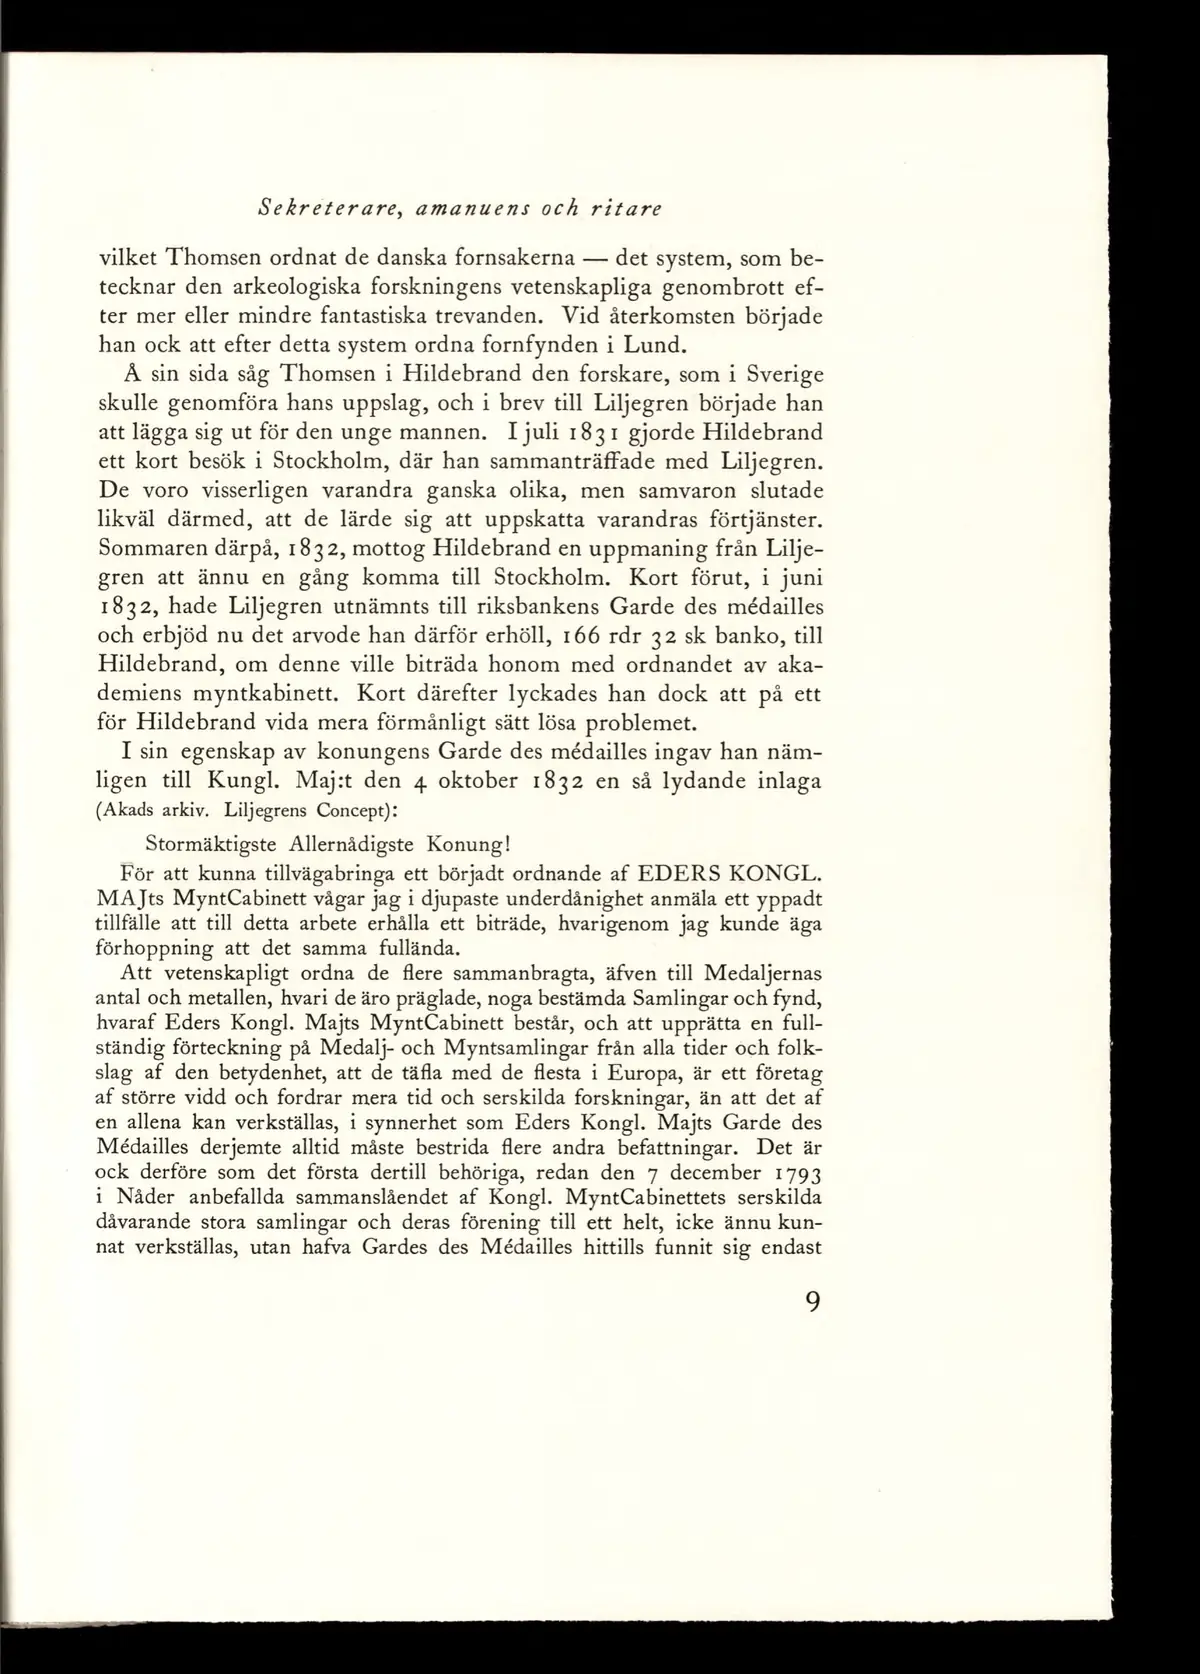 Sekreterare, amanuens och ritare
vilket Thomsen ordnat de danska fornsakerna — det system, som be-
tecknar den arkeologiska forskningens vetenskapliga genombrott ef-
ter mer eller mindre fantastiska trevanden. Vid återkomsten började
han ock att efter detta system ordna fornfynden i Lund.
Å sin sida såg Thomsen i Hildebrand den forskare, som i Sverige
skulle genomföra hans uppslag, och i brev till Liljegren började han
att lägga sig ut för den unge mannen. I juli 1831 gjorde Hildebrand
ett kort besök i Stockholm, där han sammanträffade med Liljegren.
De voro visserligen varandra ganska olika, men samvaron slutade
likväl därmed, att de lärde sig att uppskatta varandras förtjänster.
Sommaren därpå, 1832, mottog Hildebrand en uppmaning från Lilje-
gren att ännu en gång komma till Stockholm. Kort förut, i juni
1832, hade Liljegren utnämnts till riksbankens Garde des médailles
och erbjöd nu det arvode han därför erhöll, 166 rdr 32 sk banko, till
Hildebrand, om denne ville biträda honom med ordnandet av aka-
demiens myntkabinett. Kort därefter lyckades han dock att på ett
för Hildebrand vida mera förmånligt sätt lösa problemet.
I sin egenskap av konungens Garde des médailles ingav han näm-
ligen till Kungl. Maj:t den 4 oktober 1832 en så lydande inlaga
(Akads arkiv. Liljegrens Concept):
Stormäktigste Allernådigste Konung!
För att kunna tillvägabringa ett börjadt ordnande af EDERS KONGL.
MAJts MyntCabinett vågar jag i djupaste underdånighet anmäla ett yppadt
tillfälle att till detta arbete erhålla ett biträde, hvarigenom jag kunde äga
förhoppning att det samma fullända.
Att vetenskapligt ordna de flere sammanbragta, äfven till Medaljernas
antal och metallen, hvari de äro präglade, noga bestämda Samlingar och fynd,
hvaraf Eders Kongl. Majts MyntCabinett består, och att upprätta en full-
ständig förteckning på Medalj- och Myntsamlingar från alla tider och folk-
slag af den betydenhet, att de täfla med de flesta i Europa, är ett företag
af större vidd och fordrar mera tid och serskilda forskningar, än att det af
en allena kan verkställas, i synnerhet som Eders Kongl. Majts Garde des
Médailles derjemte alltid måste bestrida flere andra befattningar. Det är
ock derföre som det första dertill behöriga, redan den 7 december 1793
i Nåder anbefallda sammanslåendet af Kongl. MyntCabinettets serskilda
dåvarande stora samlingar och deras förening till ett helt, icke ännu kun-
nat verkställas, utan hafva Gardes des Médailles hittills funnit sig endast
9